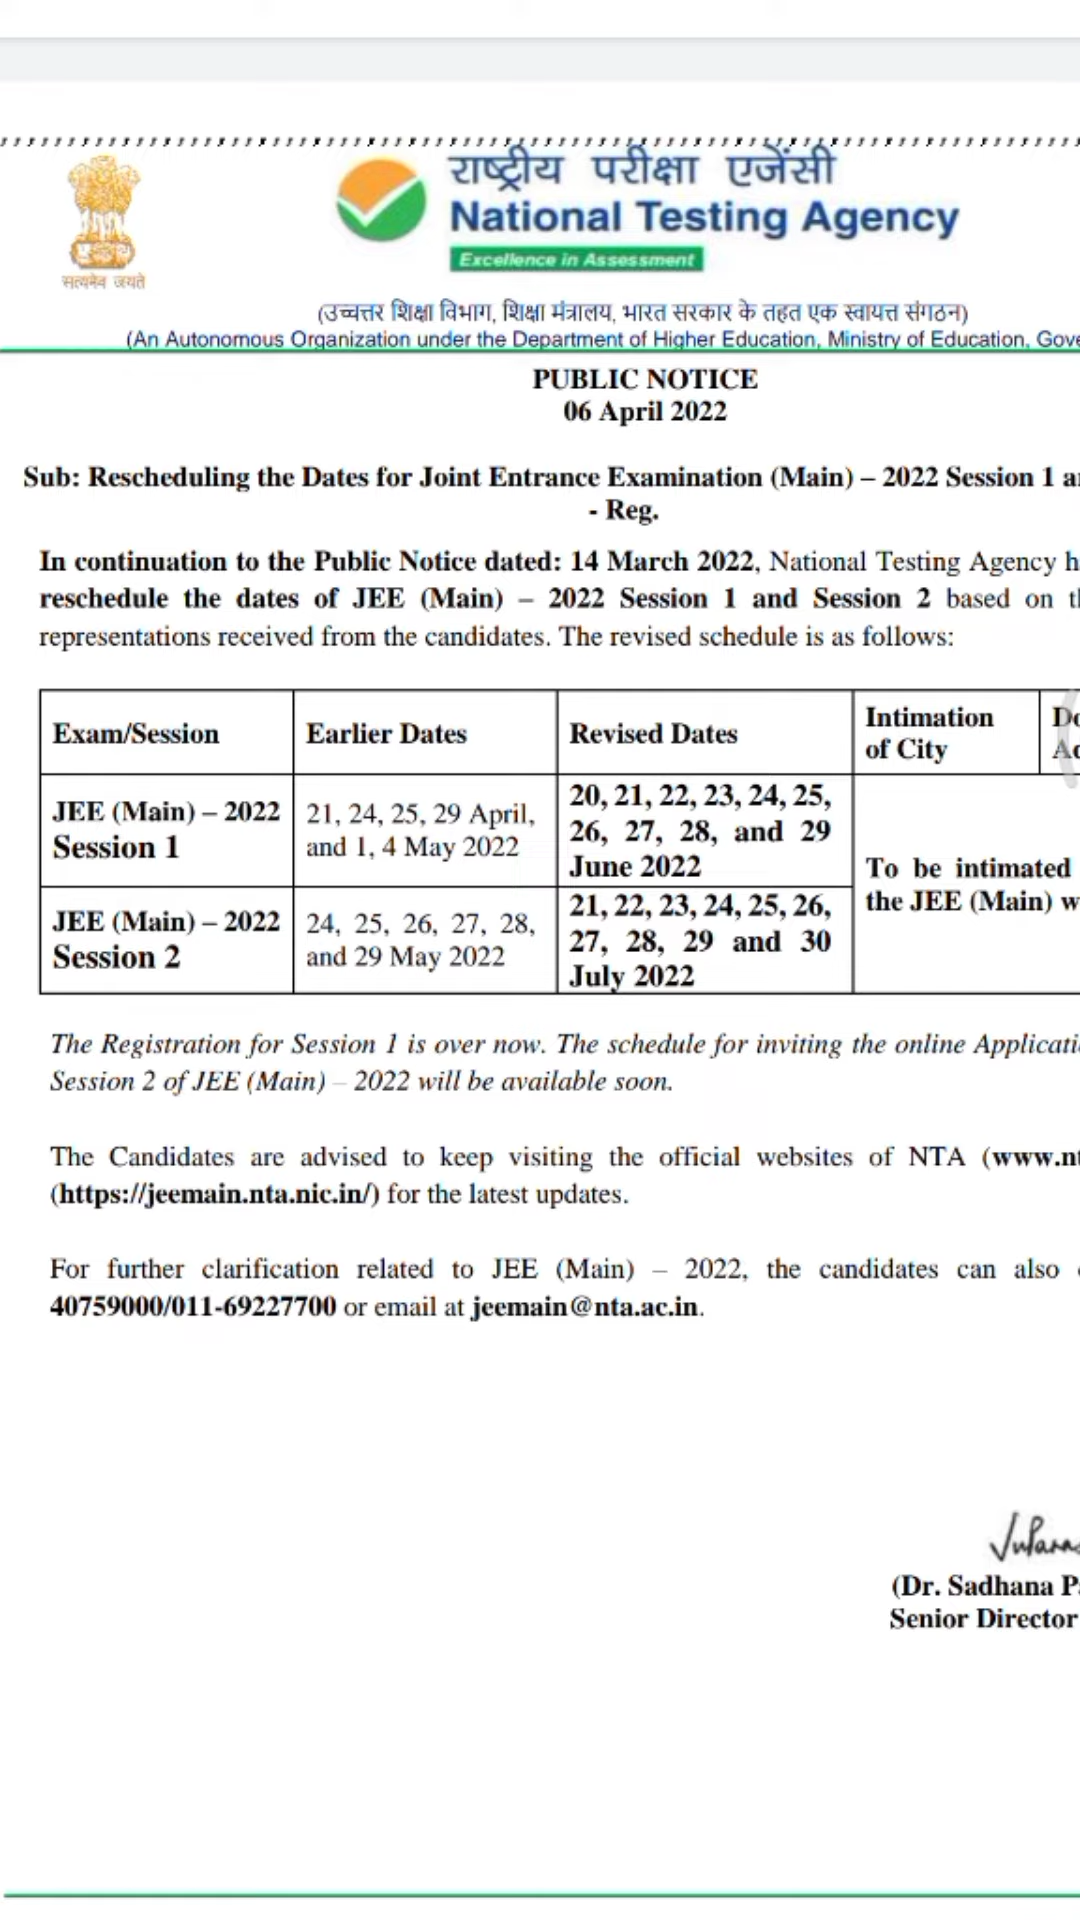 राष्ट्रीय परीक्षा एजेंसी
National Testing Agency
Excellence in Assessment
सत्यमेव जयते
(उच्चत्तर शिक्षा विभाग, शिक्षा मंत्रालय, भारत सरकार के तहत एक स्वायत्त संगठन)
(An Autonomous Organization under the Department of Higher Education, Ministry of Education,
PUBLIC NOTICE
06 April 2022
Sub: Rescheduling the Dates for Joint Entrance Examination (Main) – 2022 Session 1
- Reg.
In continuation to the Public Notice dated: 14 March 2022, National Testing Agency
reschedule the dates of JEE (Main) – 2022 Session 1 and Session 2 based on
representations received from the candidates. The revised schedule is as follows:
Exam/Session
Earlier Dates
Revised Dates
Intimation
of City
JEE (Main) – 2022
Session 1
21, 24, 25, 29 April,
and 1, 4 May 2022
20, 21, 22, 23, 24, 25,
26, 27, 28, and 29
June 2022
To be intimated
the JEE (Main)
JEE (Main) – 2022
Session 2
24, 25, 26, 27, 28,
and 29 May 2022
21, 22, 23, 24, 25, 26,
27, 28, 29 and 30
July 2022
The Registration for Session 1 is over now. The schedule for inviting the online
Session 2 of JEE (Main) – 2022 will be available soon.
The Candidates are advised to keep visiting the official websites of NTA
(https://jeemain.nta.nic.in/) for the latest updates.
For further clarification related to JEE (Main) – 2022, the candidates can also
40759000/011-69227700 or email at jeemain@nta.ac.in.
(Dr. Sadhana
Senior Director